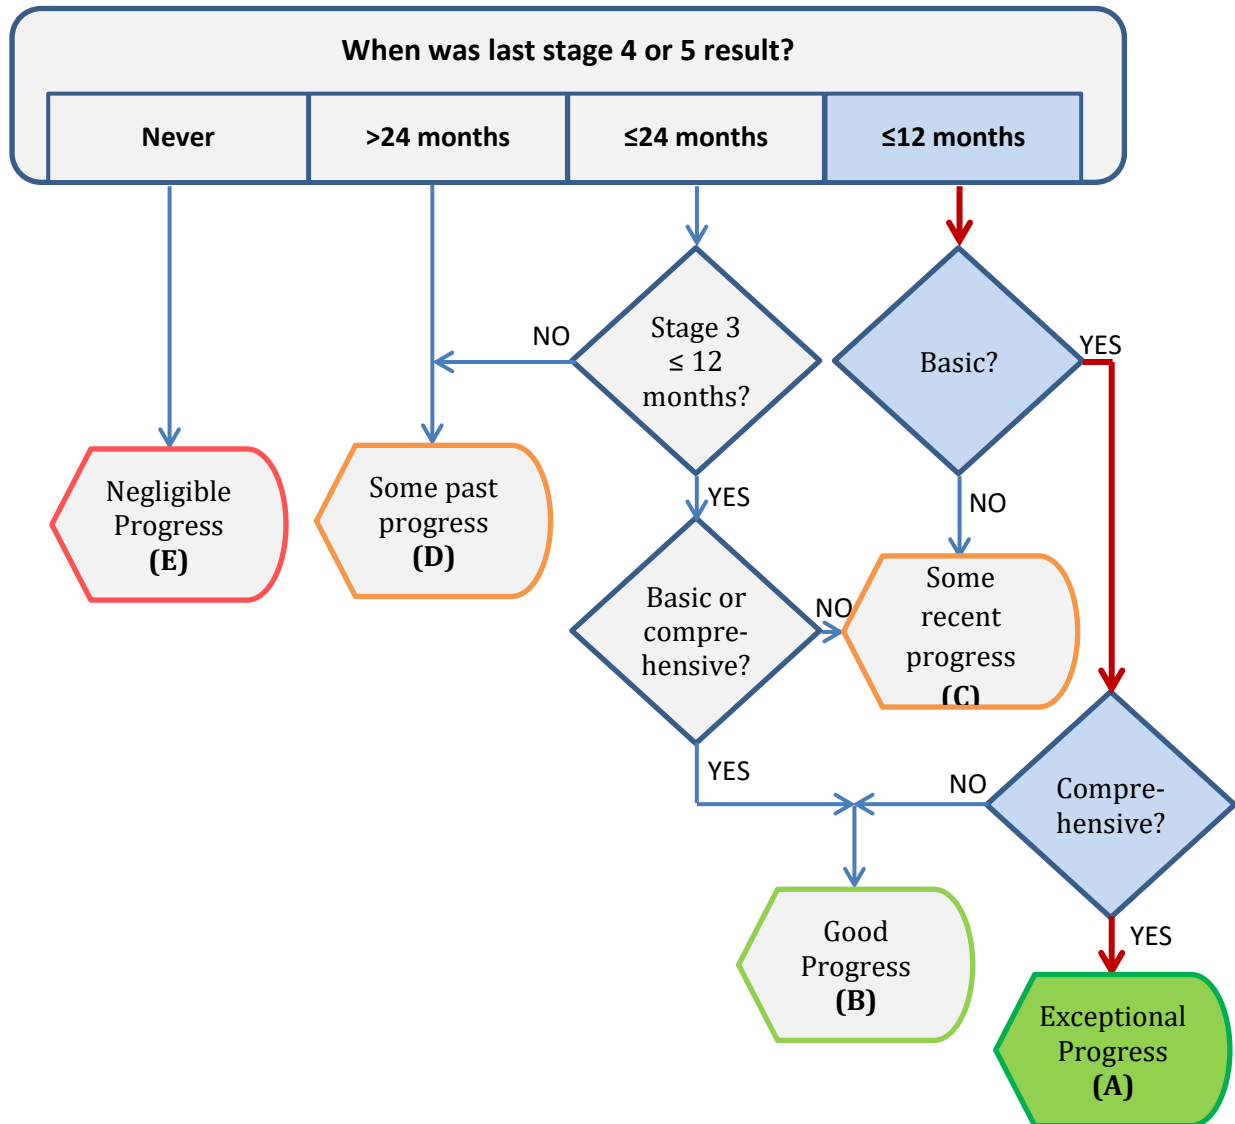 When was last stage 4 or 5 result?
Never
>24 months
≤24 months
≤12 months
NO
Stage 3
≤ 12
months?
Basic?
YES
Negligible
Progress
(E)
Some past
progress
(D)
YES
NO
Basic or
compre-
hensive?
NO
Some
recent
progress
(C)
YES
NO
Compre-
hensive?
Good
Progress
(B)
YES
Exceptional
Progress
(A)